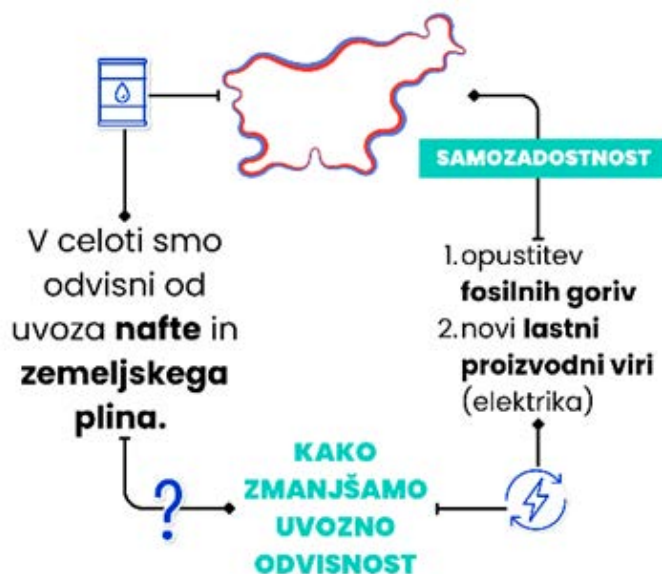 SAMOZADOSTNOST
V celoti smo
odvisni od
uvoza nafte in
zemeljskega
plina.
1. opustitev
fosilnih goriv
2. novi lastni
proizvodni viri
(elektrika)
?
KAKO
ZMANJŠAMO
UVOZNO
ODVISNOST